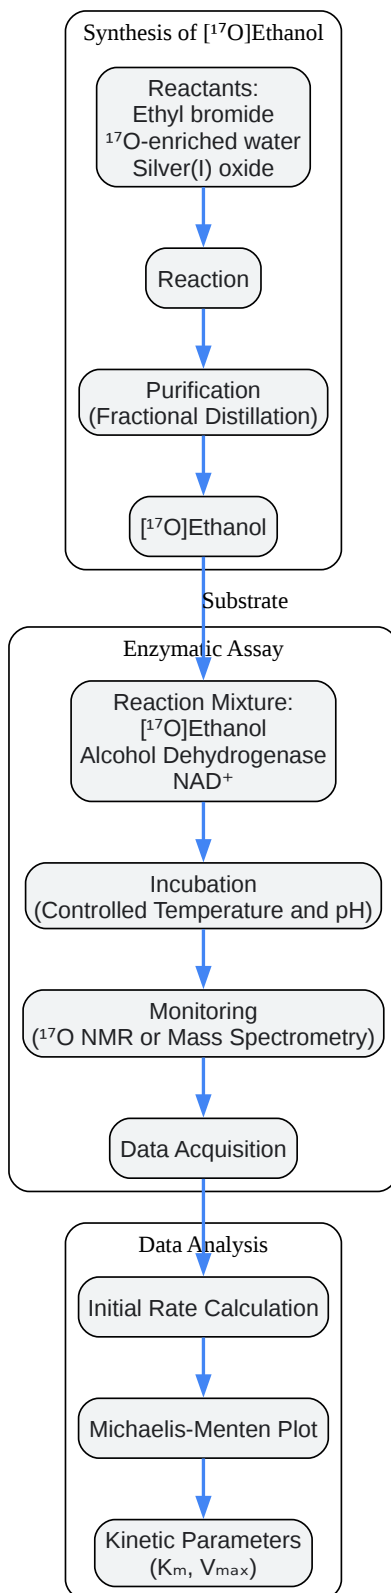 Synthesis of [¹⁷O]Ethanol
Reactants:
Ethyl bromide
¹⁷O-enriched water
Silver(I) oxide
Reaction
Purification
(Fractional Distillation)
[¹⁷O]Ethanol
Substrate
Enzymatic Assay
Reaction Mixture:
[¹⁷O]Ethanol
Alcohol Dehydrogenase
NAD⁺
Incubation
(Controlled Temperature and pH)
Monitoring
(¹⁷O NMR or Mass Spectrometry)
Data Acquisition
Data Analysis
Initial Rate Calculation
Michaelis-Menten Plot
Kinetic Parameters
(Kₘ, Vₘₐₓ)